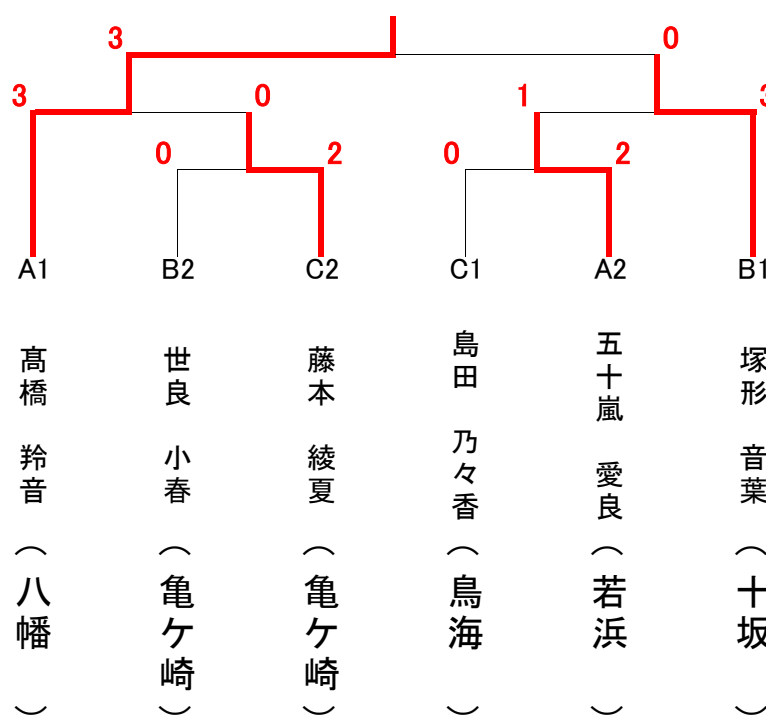 3 0
3 0 1 3
0 2 0 2
A1 B2 C2 C1 A2 B1
髙橋 羚音（八幡）
世良 小春（亀ケ崎）
藤本 綾夏（亀ケ崎）
島田 乃々香（鳥海）
五十嵐 愛良（若浜）
塚形 音葉（十坂）